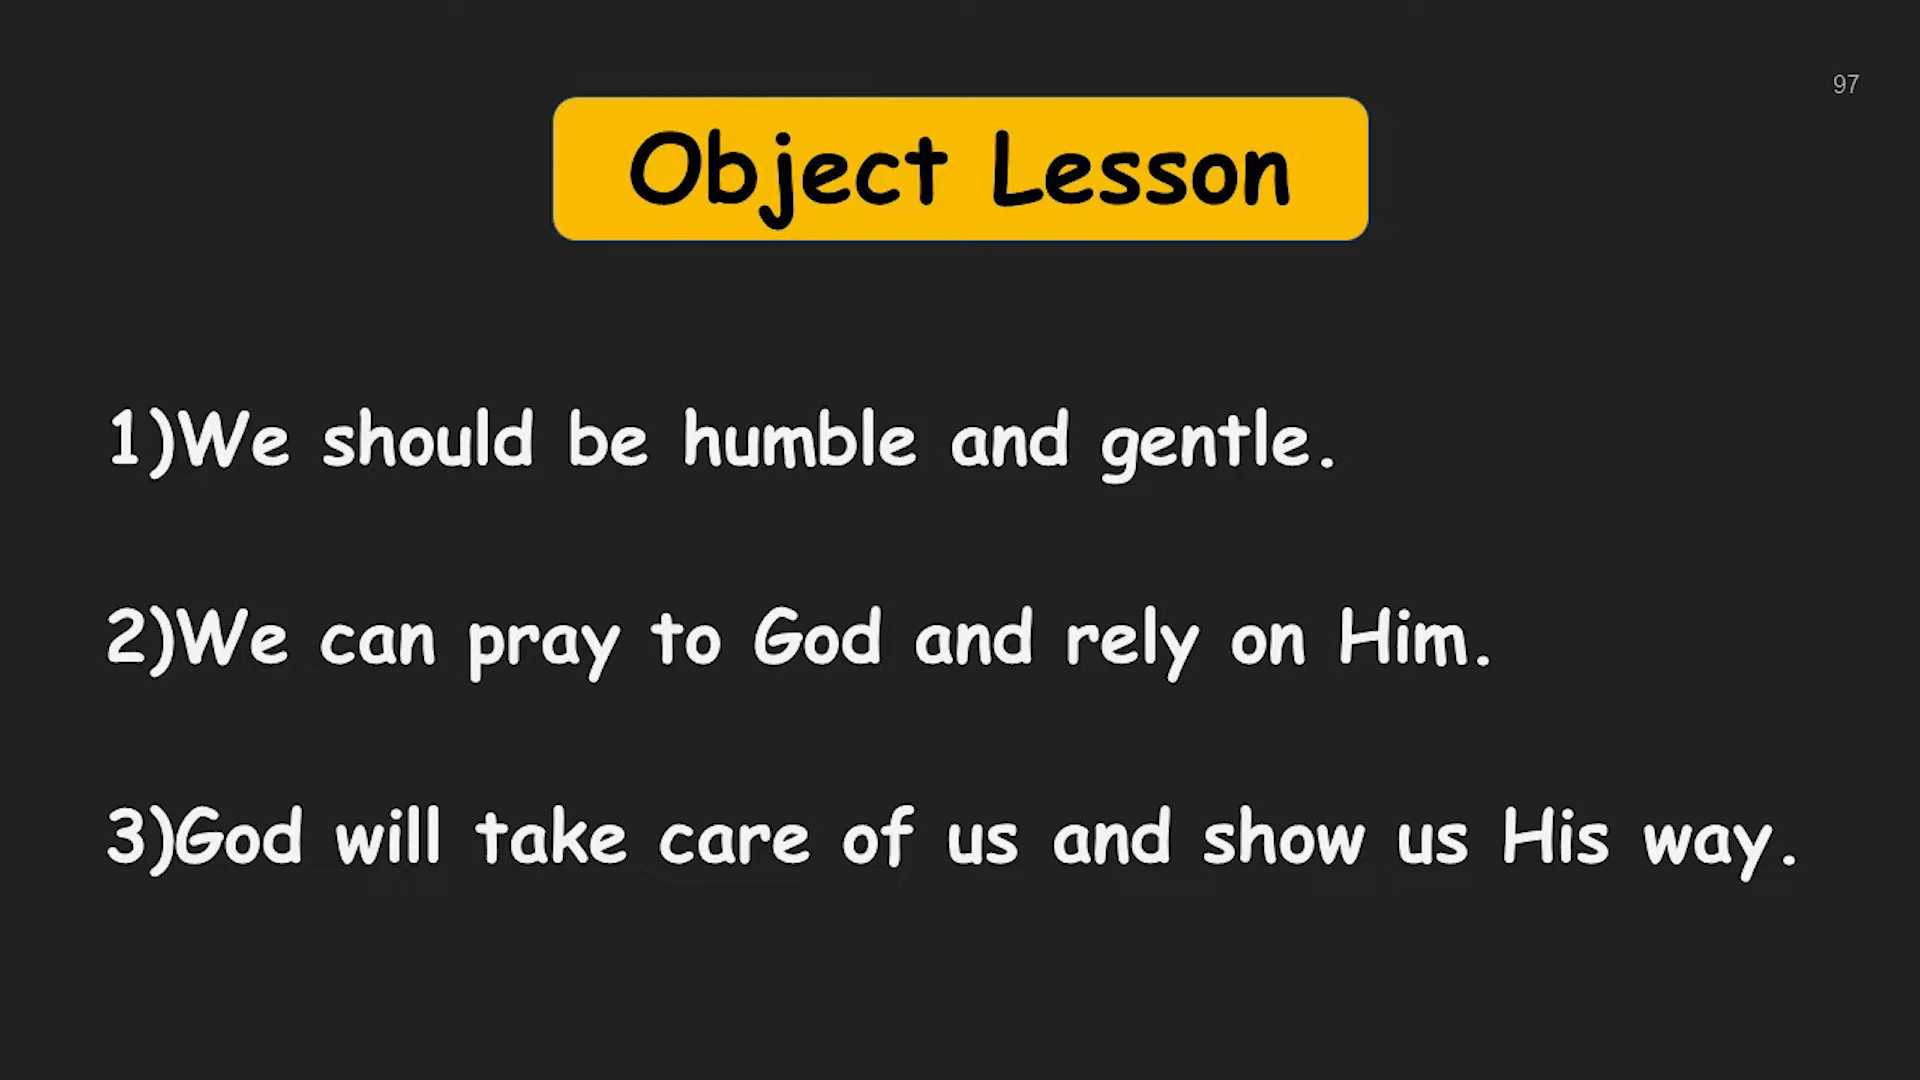 97
Object Lesson
1)We should be humble and gentle.
2)We can pray to God and rely on Him.
3)God will take care of us and show us His way.